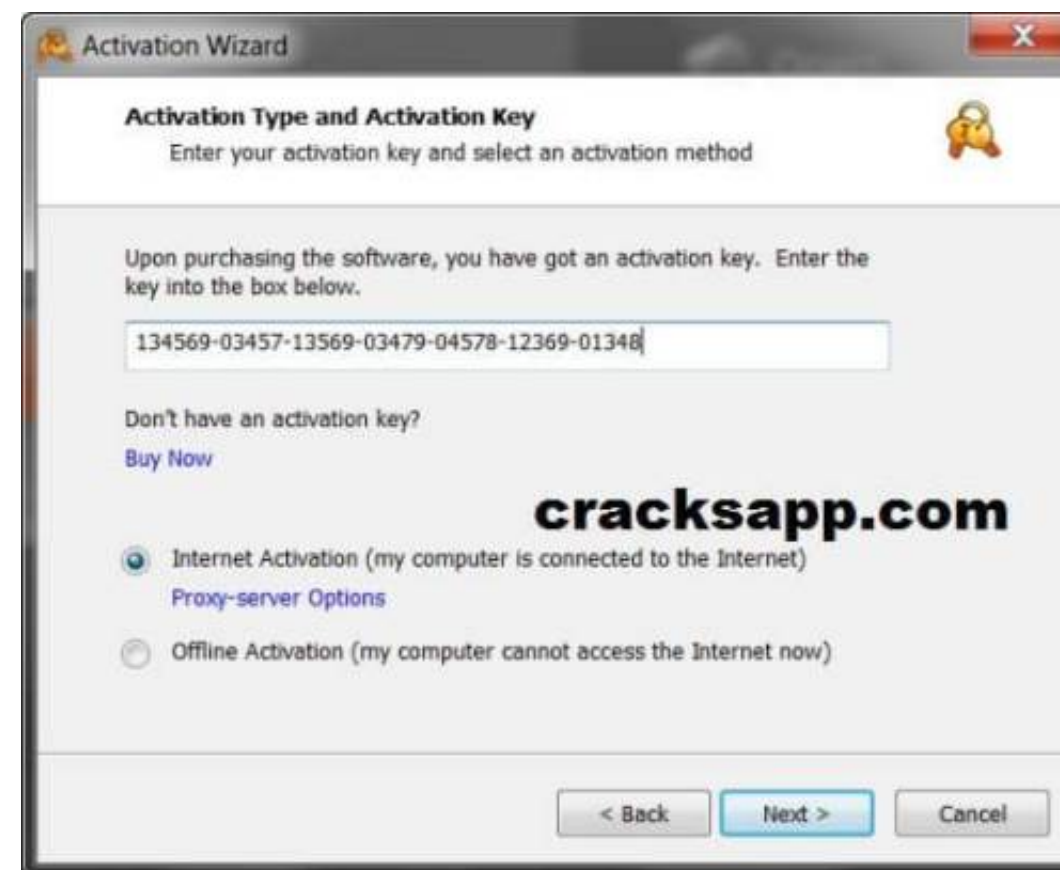 Activation Wizard
Activation Type and Activation Key
Enter your activation key and select an activation method
Upon purchasing the software, you have got an activation key. Enter the
key into the box below.
134569-03457-13569-03479-04578-12369-01348
Don't have an activation key?
Buy Now
cracksapp.com
Internet Activation (my computer is connected to the Internet)
Proxy-server Options
Offline Activation (my computer cannot access the Internet now)
< Back Next > Cancel